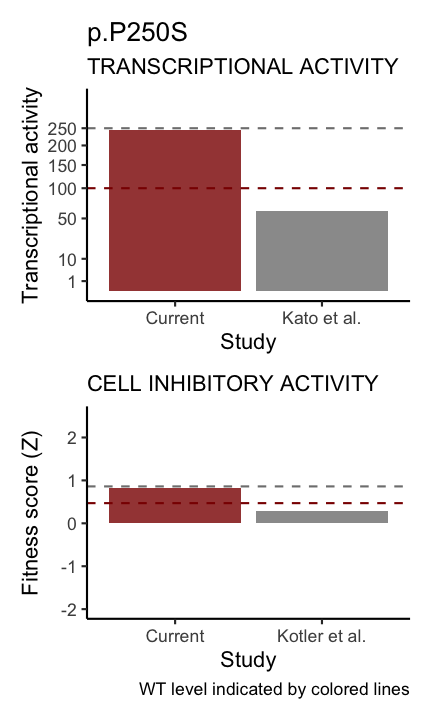 p.P250S
TRANSCRIPTIONAL ACTIVITY
Transcriptional activity
250
200
150
100
50
10
1
Current
Kato et al.
Study
CELL INHIBITORY ACTIVITY
Fitness score (Z)
2
1
0
-1
-2
Current
Kotler et al.
Study
WT level indicated by colored lines